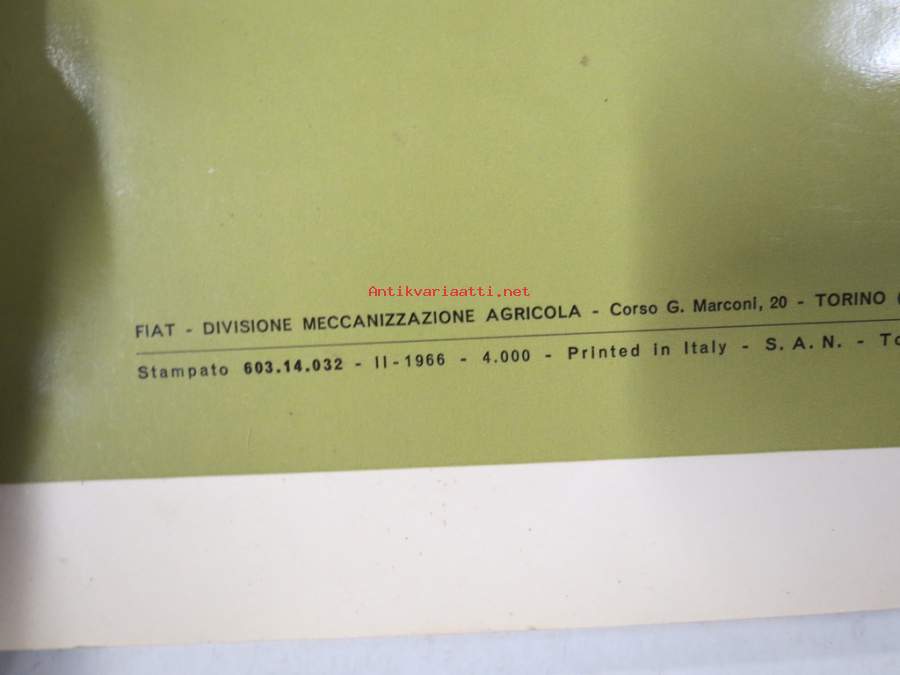 Antikvariaatti.net
FIAT - DIVISIONE MECCANIZZAZIONE AGRICOLA - Corso G. Marconi, 20 - TORINO (
Stampato 603.14.032 - II-1966 - 4.000 - Printed in Italy - S. A. N. - To